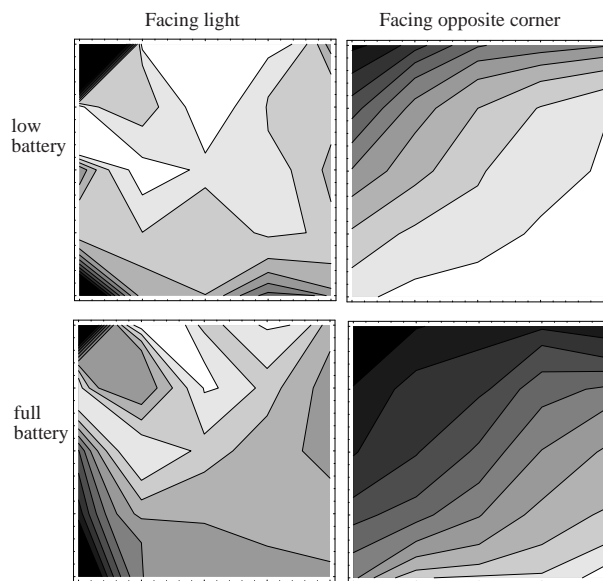 Facing light
Facing opposite corner
low
battery
full
battery